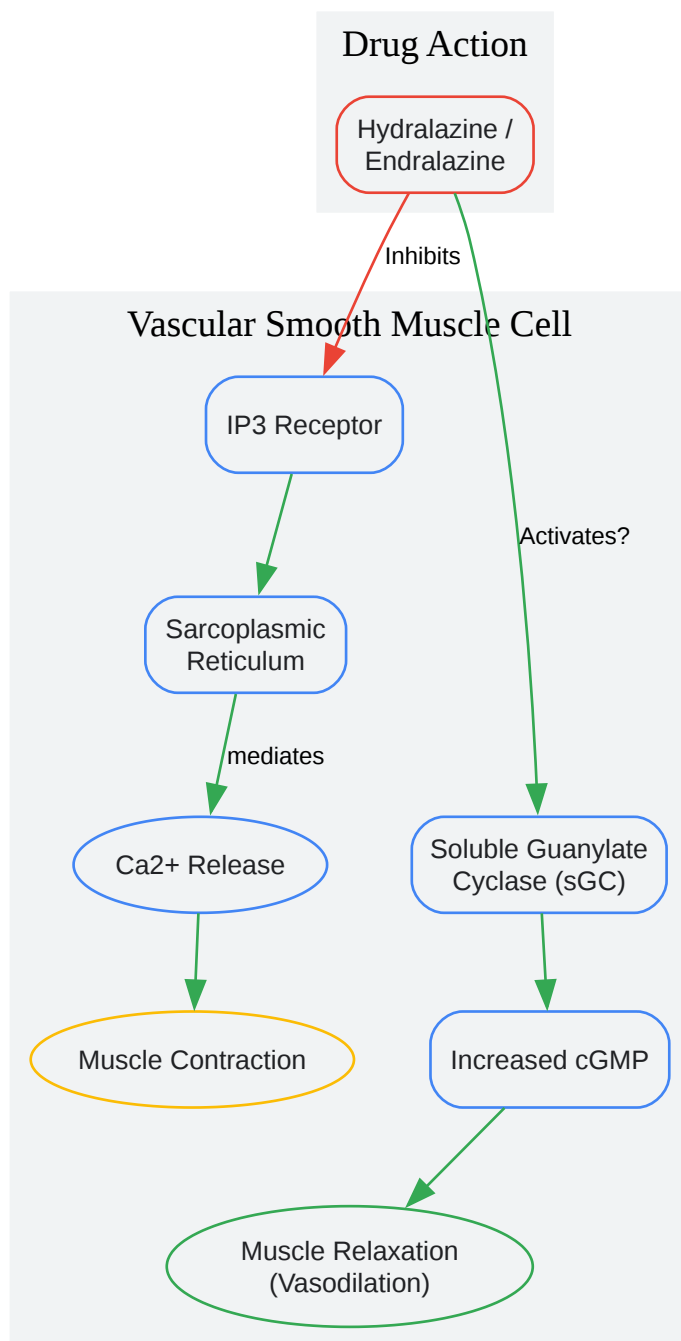 Drug Action
Hydralazine /
Endralazine
Inhibits
Vascular Smooth Muscle Cell
IP3 Receptor
Activates?
Sarcoplasmic
Reticulum
mediates
Ca2+ Release
Soluble Guanylate
Cyclase (sGC)
Muscle Contraction
Increased cGMP
Muscle Relaxation
(Vasodilation)